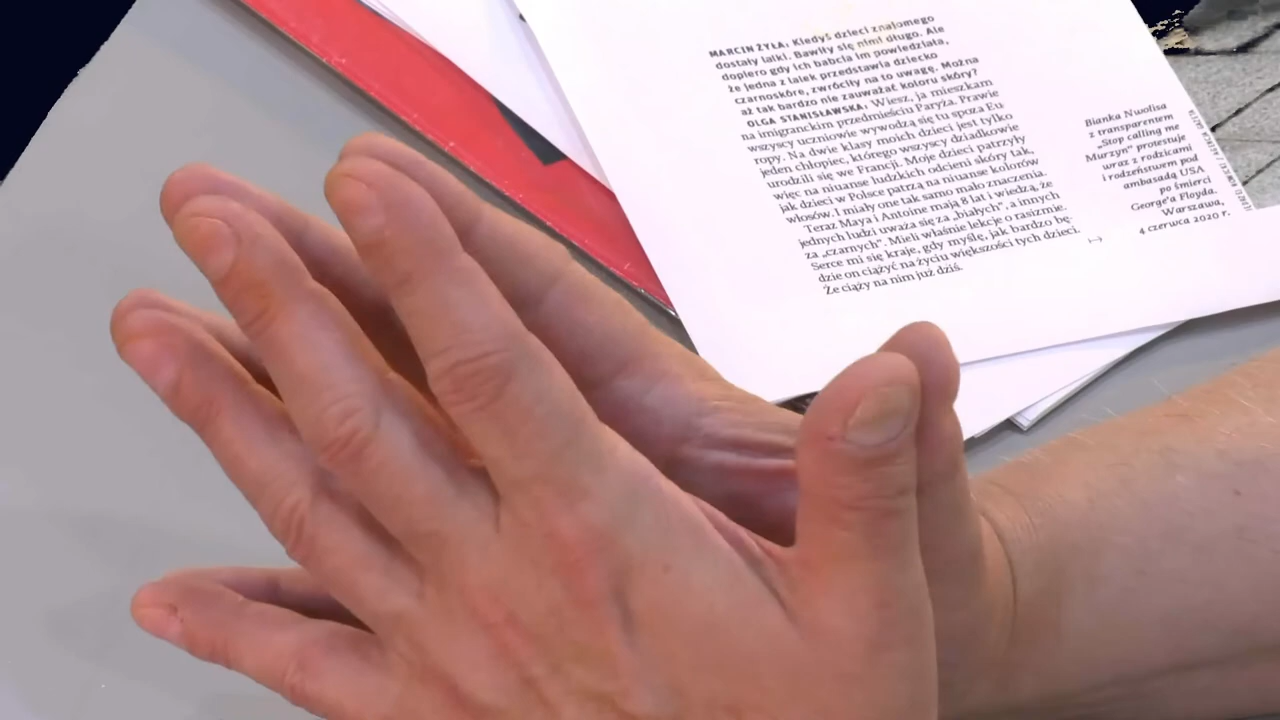 MARCIN ŻYŁA: Kiedyś dzieci znajomego
dostały lalki. Bawiły się nimi długo. Ale
dopiero gdy ich babcia im powiedziała,
że jedna z lalek przedstawia dziecko
czarnoskóre, zwróciły na to uwagę. Można
aż tak bardzo nie zauważać koloru skóry?
OLGA STANISŁAWSKA: Wiesz, ja mieszkam
na imigranckim przedmieściu Paryża. Prawie
wszyscy uczniowie wywodzą się tu spoza Eu-
ropy. Na dwie klasy moich dzieci jest tylko
jeden chłopiec, którego wszyscy dziadkowie
urodzili się we Francji. Moje dzieci patrzyły
więc na niuanse ludzkich odcieni skóry tak,
jak dzieci w Polsce patrzą na niuanse kolorów
włosów. I miały one tak samo mało znaczenia.
Teraz Maya i Antoine mają 8 lat i wiedzą, że
jednych ludzi uważa się za „białych”, a innych
za „czarnych”. Mieli właśnie lekcje o rasizmie.
Serce mi się kraje, gdy myślę, jak bardzo bę-
dzie on ciążyć na życiu większości tych dzieci.
Że ciąży na nim już dziś.
Bianka Nwolisa
z transparentem
„Stop calling me
Murzyn” protestuje
wraz z rodzicami
i rodzeństwem pod
ambasadą USA
po śmierci
George'a Floyda.
Warszawa,
4 czerwca 2020 r.